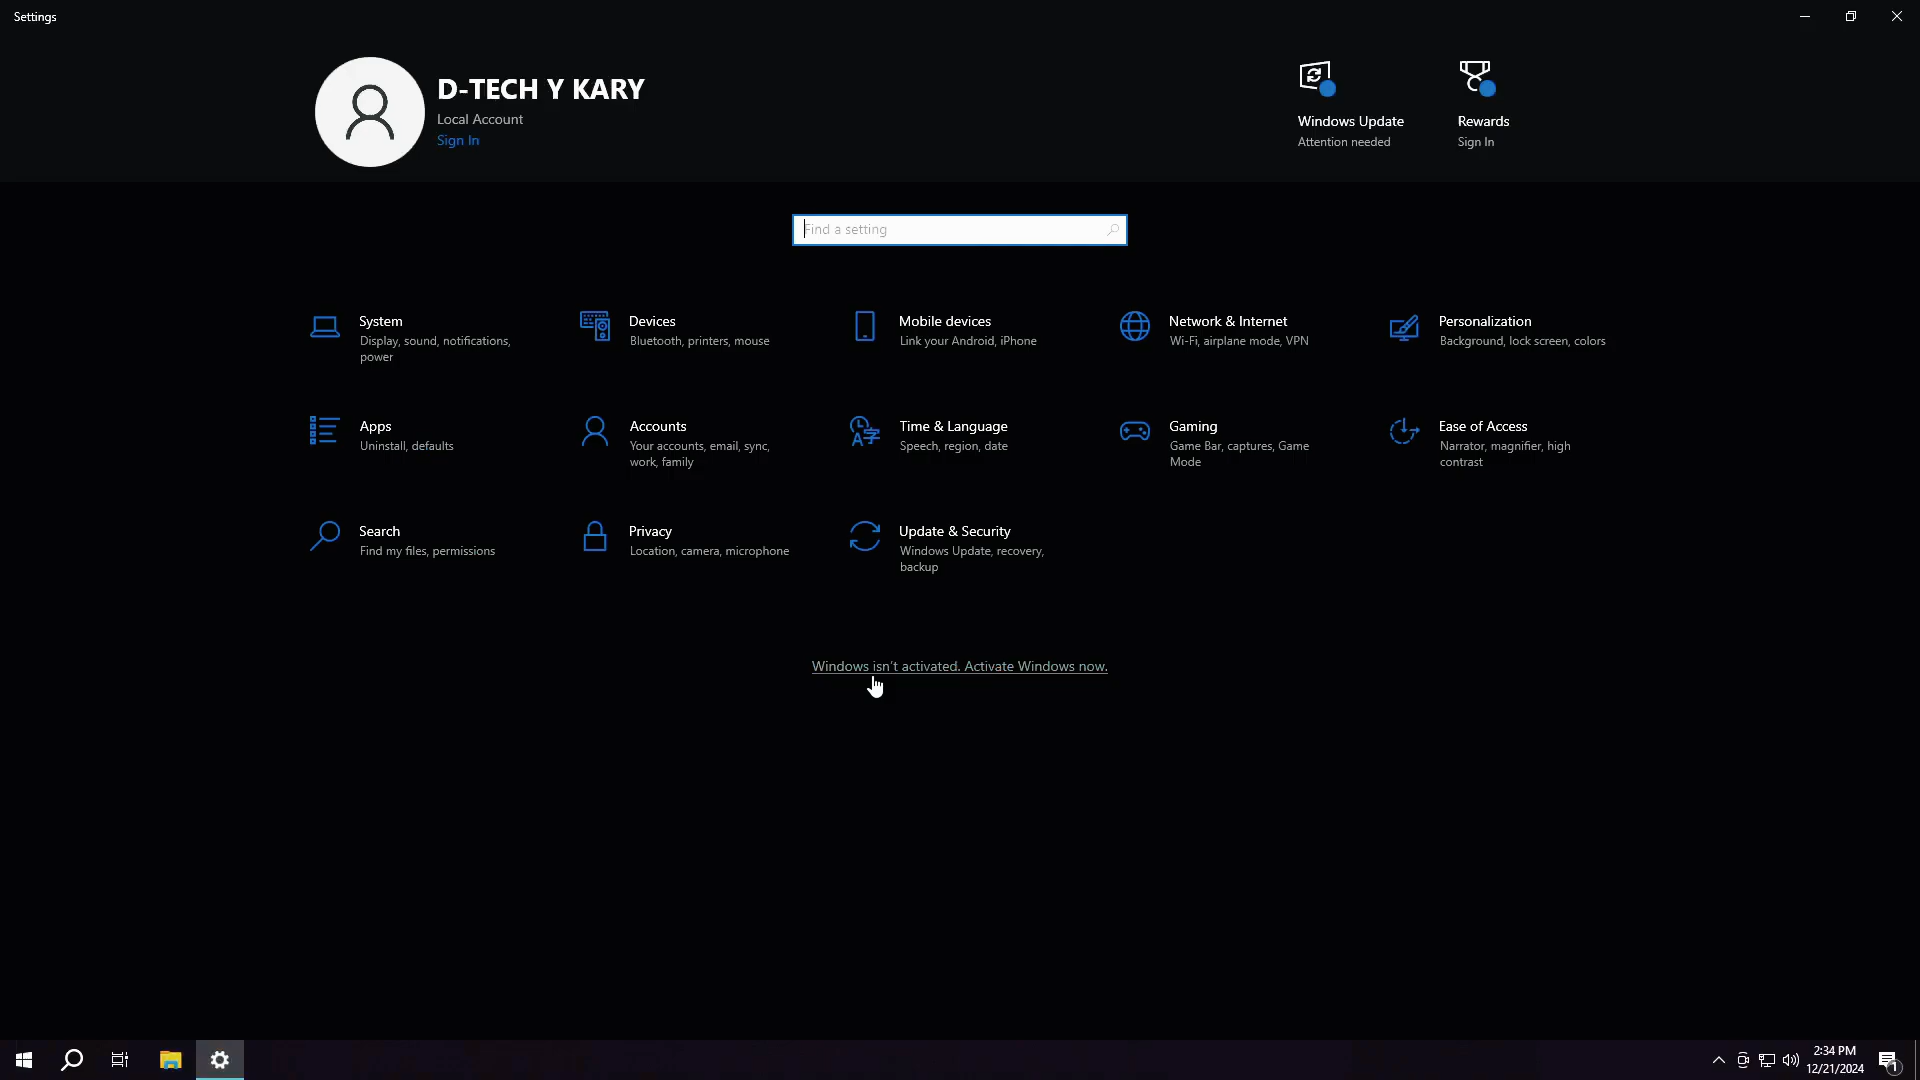 Settings
D-TECH Y KARY
Local Account
Sign In
Windows Update
Attention needed
Rewards
Sign In
Find a setting
System
Display, sound, notifications,
power
Devices
Bluetooth, printers, mouse
Mobile devices
Link your Android, iPhone
Network & Internet
Wi-Fi, airplane mode, VPN
Personalization
Background, lock screen, colors
Apps
Uninstall, defaults
Accounts
Your accounts, email, sync,
work, family
Time & Language
Speech, region, date
Gaming
Game Bar, captures, Game
Mode
Ease of Access
Narrator, magnifier, high
contrast
Search
Find my files, permissions
Privacy
Location, camera, microphone
Update & Security
Windows Update, recovery,
backup
Windows isn't activated. Activate Windows now.
2:34 PM
12/21/2024
1